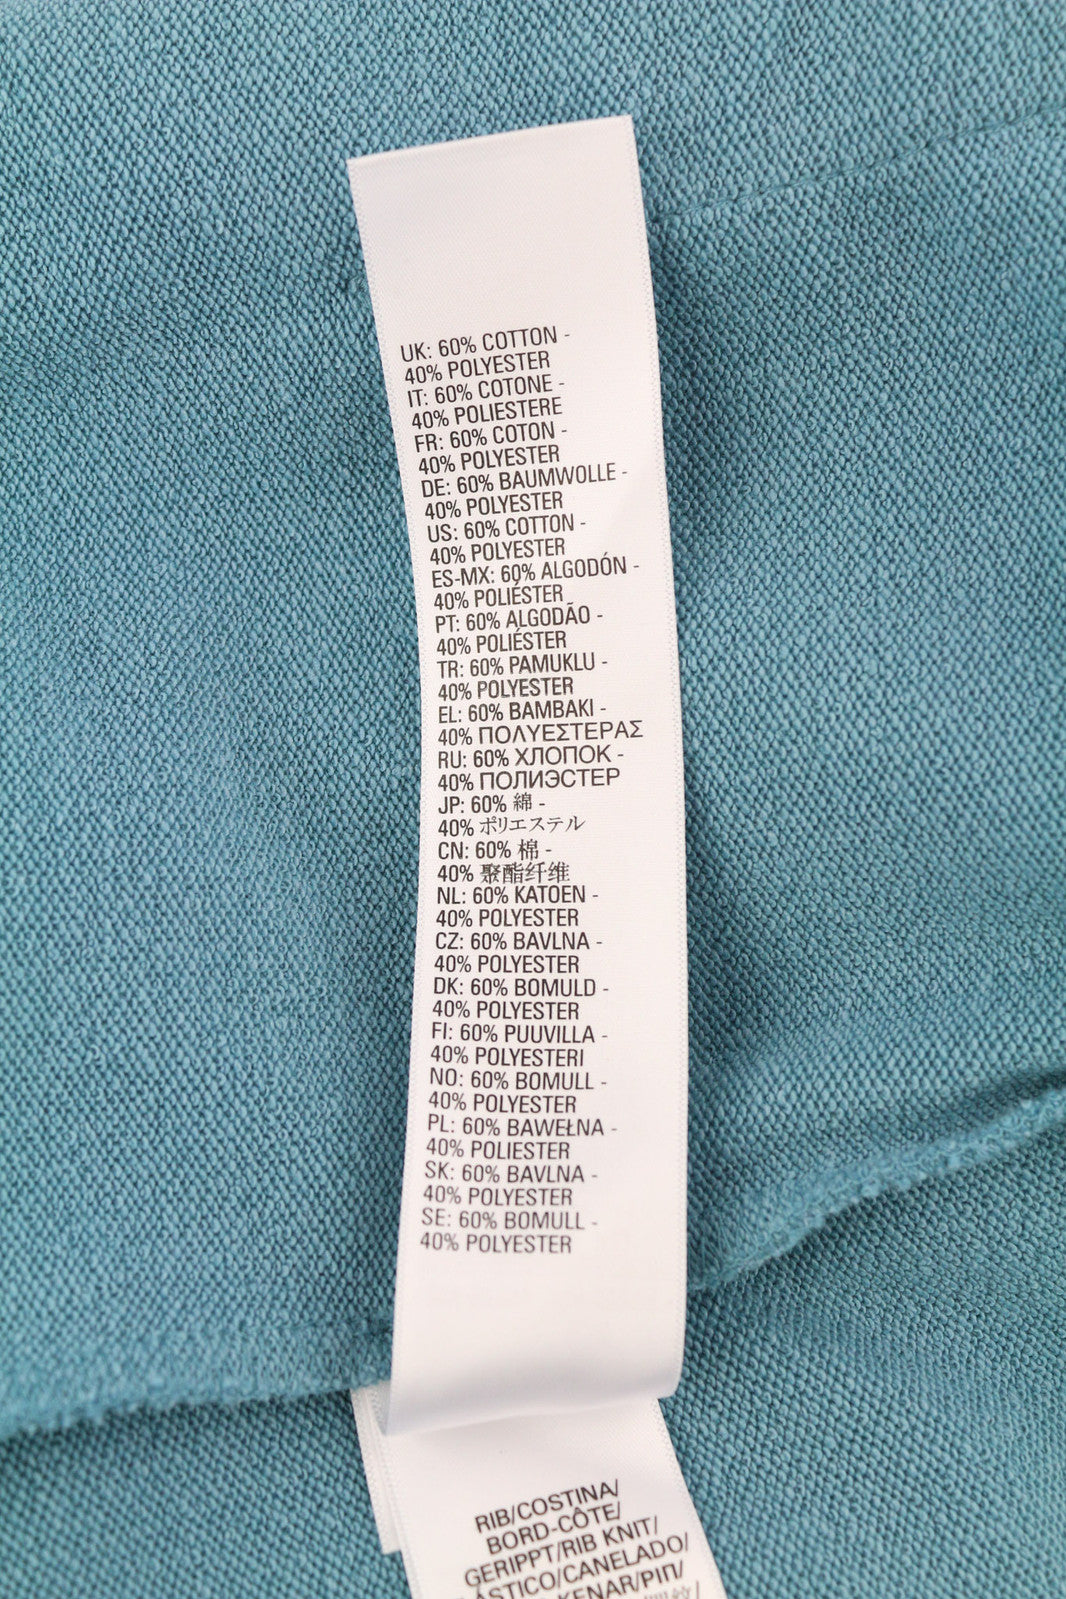 UK: 60% COTTON -
40% POLYESTER
IT: 60% COTONE -
40% POLIESTERE
FR: 60% COTON -
40% POLYESTER
DE: 60% BAUMWOLLE -
40% POLYESTER
US: 60% COTTON -
40% POLYESTER
ES-MX: 60% ALGODÓN -
40% POLIÉSTER
PT: 60% ALGODÃO -
40% POLIÉSTER
TR: 60% PAMUKLU -
40% POLYESTER
EL: 60% BAMBAKI -
40% ΠΟΛΥΕΣΤΕΡΑΣ
RU: 60% ХЛОПОК -
40% ПОЛИЭСТЕР
JP: 60% 綿 -
40% ポリエステル
CN: 60% 棉 -
40% 聚酯纤维
NL: 60% KATOEN -
40% POLYESTER
CZ: 60% BAVLNA -
40% POLYESTER
DK: 60% BOMULD -
40% POLYESTER
FI: 60% PUUVILLA -
40% POLYESTERI
NO: 60% BOMULL -
40% POLYESTER
PL: 60% BAWEŁNA -
40% POLIESTER
SK: 60% BAVLNA -
40% POLYESTER
SE: 60% BOMULL -
40% POLYESTER
RIB/COSTINA/
BORD-CÔTE/
GERIPPT/RIB KNIT/
ÁSTICO/CANELADO/
KENAR/ΡΙΠ/